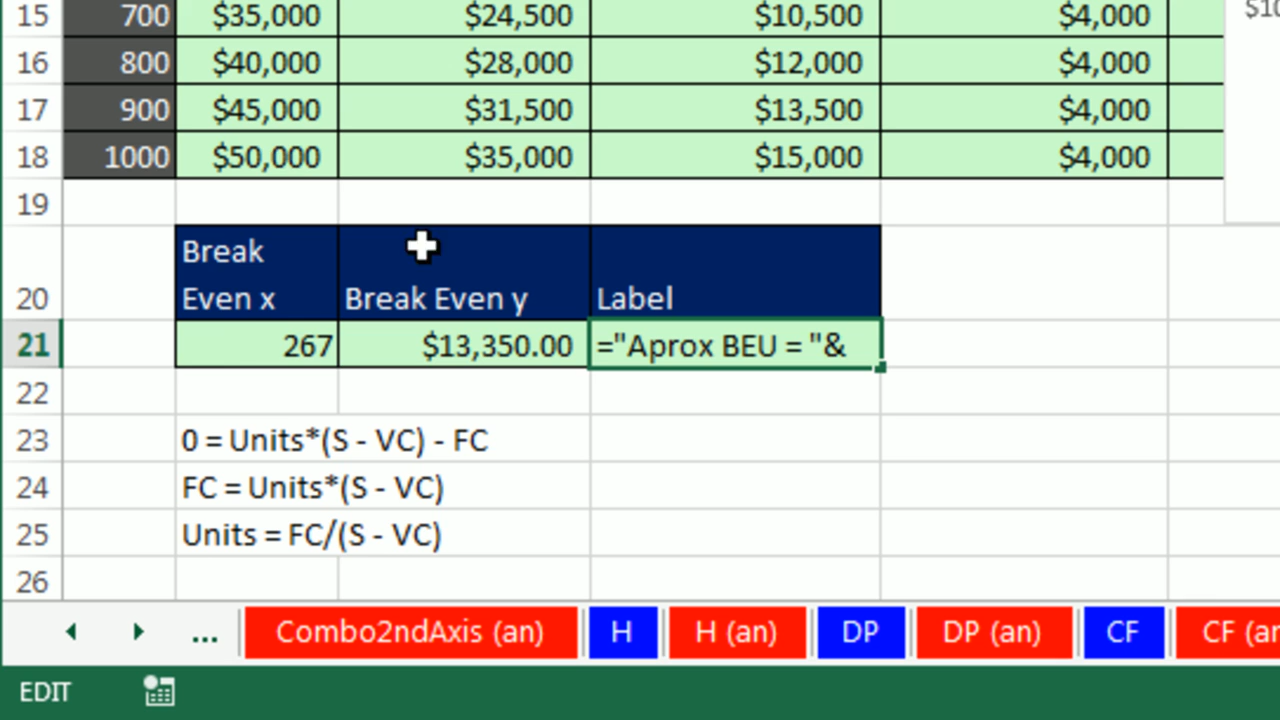 15 700 $35,000 $24,500 $10,500 $4,000
16 800 $40,000 $28,000 $12,000 $4,000
17 900 $45,000 $31,500 $13,500 $4,000
18 1000 $50,000 $35,000 $15,000 $4,000
19
Break
20 Even x Break Even y Label
21 267 $13,350.00 ="Aprox BEU = "&
22
23 0 = Units*(S - VC) - FC
24 FC = Units*(S - VC)
25 Units = FC/(S - VC)
26
... Combo2ndAxis (an) H H (an) DP DP (an) CF CF (an
EDIT